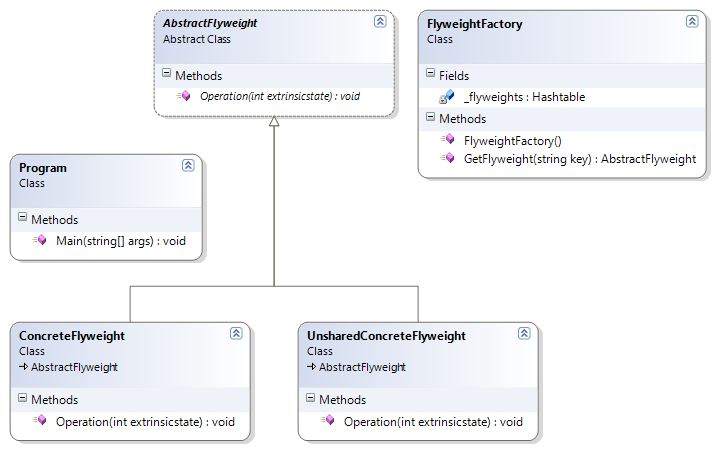 AbstractFlyweight
Abstract Class
Methods
Operation(int extrinsicstate) : void
FlyweightFactory
Class
Fields
_flyweights : Hashtable
Methods
FlyweightFactory()
GetFlyweight(string key) : AbstractFlyweight
Program
Class
Methods
Main(string[] args) : void
ConcreteFlyweight
Class
AbstractFlyweight
Methods
Operation(int extrinsicstate) : void
UnsharedConcreteFlyweight
Class
AbstractFlyweight
Methods
Operation(int extrinsicstate) : void